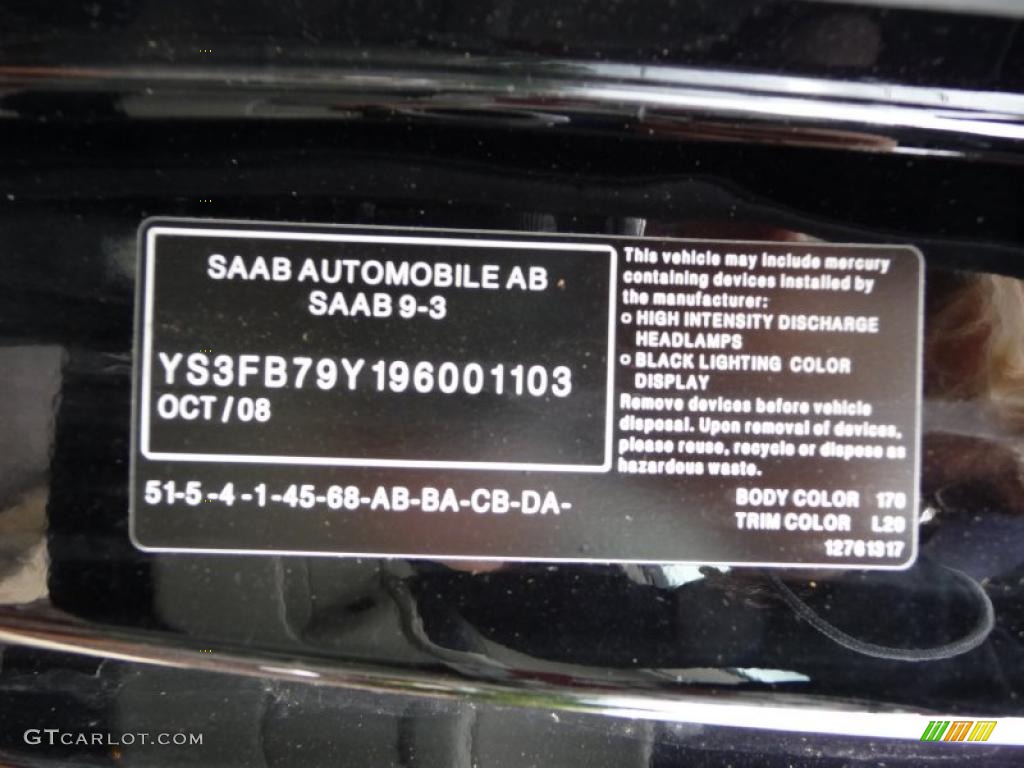 SAAB AUTOMOBILE AB
SAAB 9-3
YS3FB79Y196001103
OCT/08
51-5-4-1-45-68-AB-BA-CB-DA-
This vehicle may include mercury
containing devices installed by
the manufacturer:
o HIGH INTENSITY DISCHARGE
HEADLAMPS
o BLACK LIGHTING COLOR
DISPLAY
Remove devices before vehicle
disposal. Upon removal of devices,
please reuse, recycle or dispose as
hazardous waste.
BODY COLOR 170
TRIM COLOR L20
12761317
GTCARLOT.COM